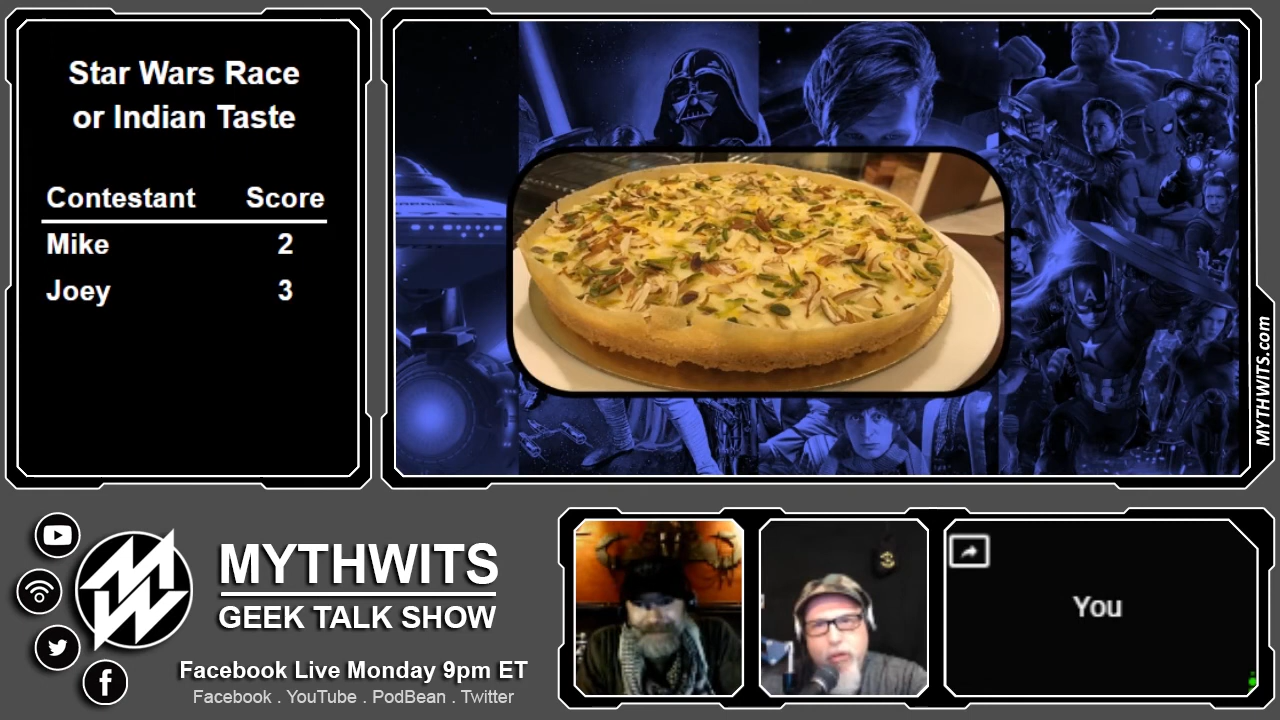 Star Wars Race
or Indian Taste
Contestant Score
Mike 2
Joey 3
MYTHWITS.com
MYTHWITS
GEEK TALK SHOW
Facebook Live Monday 9pm ET
Facebook . YouTube . PodBean . Twitter
You